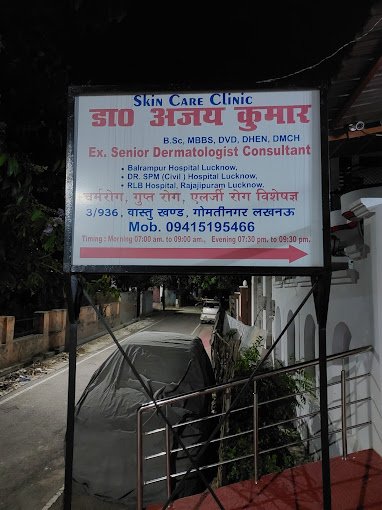 Skin Care Clinic
डा० अजय कुमार
B.Sc, MBBS, DVD, DHEN, DMCH
Ex. Senior Dermatologist Consultant
• Balrampur Hospital Lucknow,
• DR. SPM (Civil) Hospital Lucknow,
• RLB Hospital, Rajajipuram Lucknow.
चर्मरोग, गुप्त रोग, एलर्जी रोग विशेषज्ञ
3/936, वास्तु खण्ड, गोमतीनगर लखनऊ
Mob. 09415195466
Timing : Morning 07:00 am. to 09:00 am., Evening 07:30 pm. to 09:30 pm.